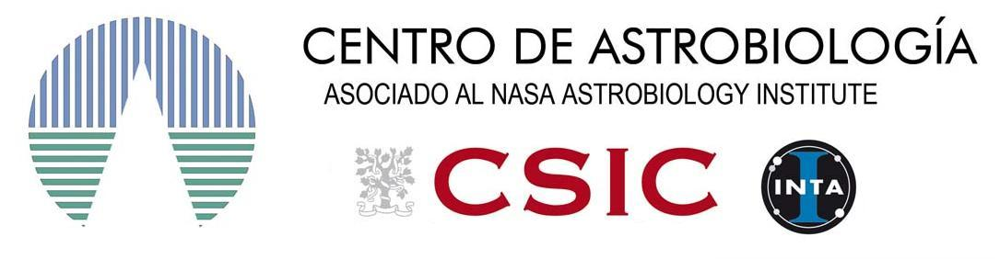 CENTRO DE ASTROBIOLOGÍA
ASOCIADO AL NASA ASTROBIOLOGY INSTITUTE
CSIC
INTA